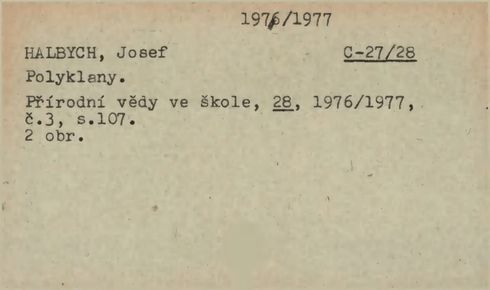 1976/1977
HALBYCH, Josef C-27/28
Polyklany.
Přírodní vědy ve škole, 28, 1976/1977,
č.3, s.107.
2 obr.